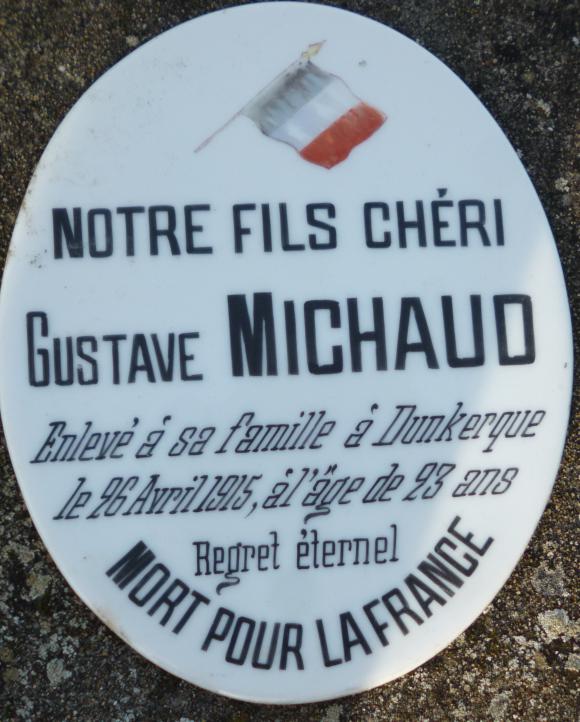 NOTRE FILS CHÉRI
GUSTAVE MICHAUD
Enlevé á sa famille á Dunkerque
le 26 Avril 1915, á l'âge de 23 ans
Regret éternel
MORT POUR LA FRANCE